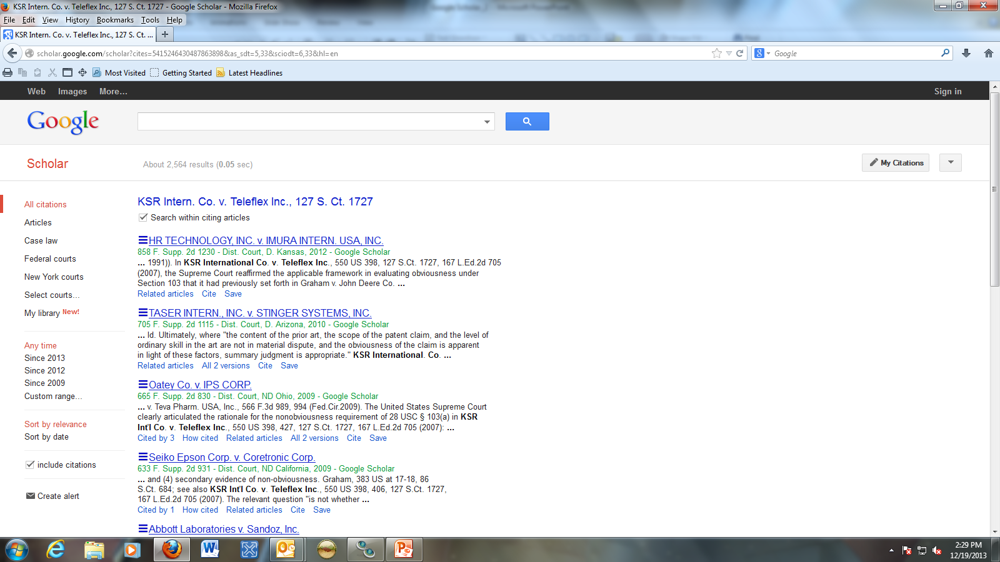 KSR Intern. Co. v. Teleflex Inc., 127 S. Ct. 1727 - Google Scholar - Mozilla Firefox
File Edit View History Bookmarks Tools Help
KSR Intern. Co. v. Teleflex Inc., 127 S. Ct. ...
scholar.google.com/scholar?cites=5415246430487863898&as_sdt=5,33&sciodt=6,33&hl=en
Google
Most Visited Getting Started Latest Headlines
Web Images More... Sign in
Google
Scholar
About 2,564 results (0.05 sec)
My Citations
All citations
Articles
Case law
Federal courts
New York courts
Select courts...
My library New!
Any time
Since 2013
Since 2012
Since 2009
Custom range...
Sort by relevance
Sort by date
include citations
Create alert
KSR Intern. Co. v. Teleflex Inc., 127 S. Ct. 1727
Search within citing articles
HR TECHNOLOGY, INC. v. IMURA INTERN. USA, INC.
858 F. Supp. 2d 1230 - Dist. Court, D. Kansas, 2012 - Google Scholar
... 1991)). In KSR International Co. v. Teleflex Inc., 550 US 398, 127 S.Ct. 1727, 167 L.Ed.2d 705
(2007), the Supreme Court reaffirmed the applicable framework in evaluating obviousness under
Section 103 that it had previously set forth in Graham v. John Deere Co. ...
Related articles Cite Save
TASER INTERN., INC. v. STINGER SYSTEMS, INC.
705 F. Supp. 2d 1115 - Dist. Court, D. Arizona, 2010 - Google Scholar
... Id. Ultimately, where "the content of the prior art, the scope of the patent claim, and the level of
ordinary skill in the art are not in material dispute, and the obviousness of the claim is apparent
in light of these factors, summary judgment is appropriate." KSR International. Co. ...
Related articles All 2 versions Cite Save
Oatey Co. v. IPS CORP.
665 F. Supp. 2d 830 - Dist. Court, ND Ohio, 2009 - Google Scholar
... v. Teva Pharm. USA, Inc., 566 F.3d 989, 994 (Fed.Cir.2009). The United States Supreme Court
clearly articulated the rationale for the nonobviousness requirement of 28 USC § 103(a) in KSR
Int'l Co. v. Teleflex Inc., 550 US 398, 427, 127 S.Ct. 1727, 167 L.Ed.2d 705 (2007): ...
Cited by 3 How cited Related articles All 2 versions Cite Save
Seiko Epson Corp. v. Coretronic Corp.
633 F. Supp. 2d 931 - Dist. Court, ND California, 2009 - Google Scholar
... and (4) secondary evidence of non-obviousness. Graham, 383 US at 17-18, 86
S.Ct. 684; see also KSR Int'l Co. v. Teleflex Inc., 550 US 398, 406, 127 S.Ct. 1727,
167 L.Ed.2d 705 (2007). The relevant question "is not whether ...
Cited by 1 How cited Related articles Cite Save
Abbott Laboratories v. Sandoz, Inc.
2:29 PM
12/19/2013